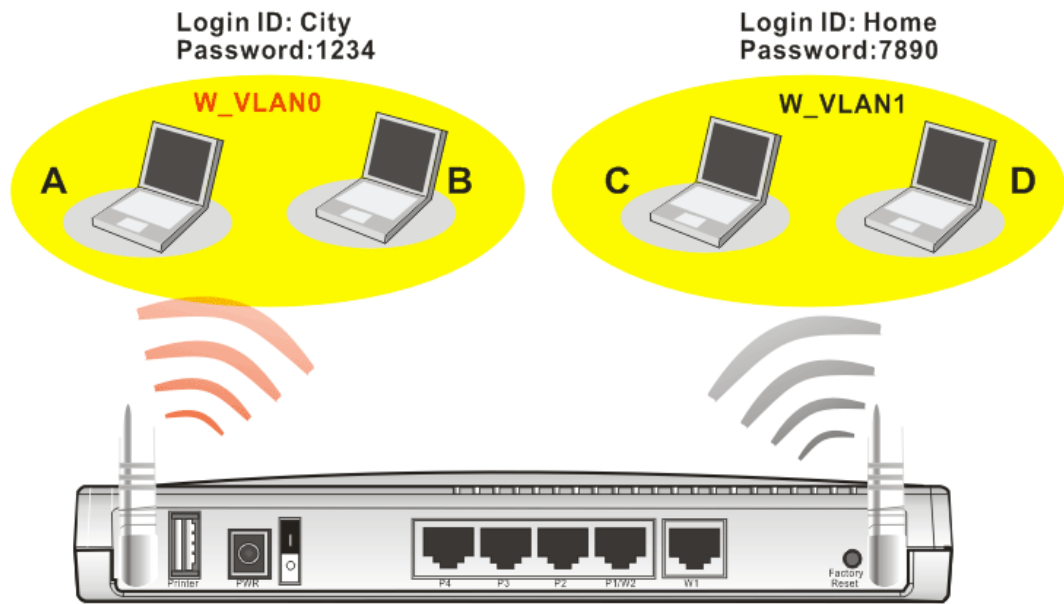 Login ID: City
Password:1234
Login ID: Home
Password:7890
W_VLAN0
W_VLAN1
A
B
C
D
Printer
PWR
P4
P3
P2
P1/W2
W1
Factory
Reset